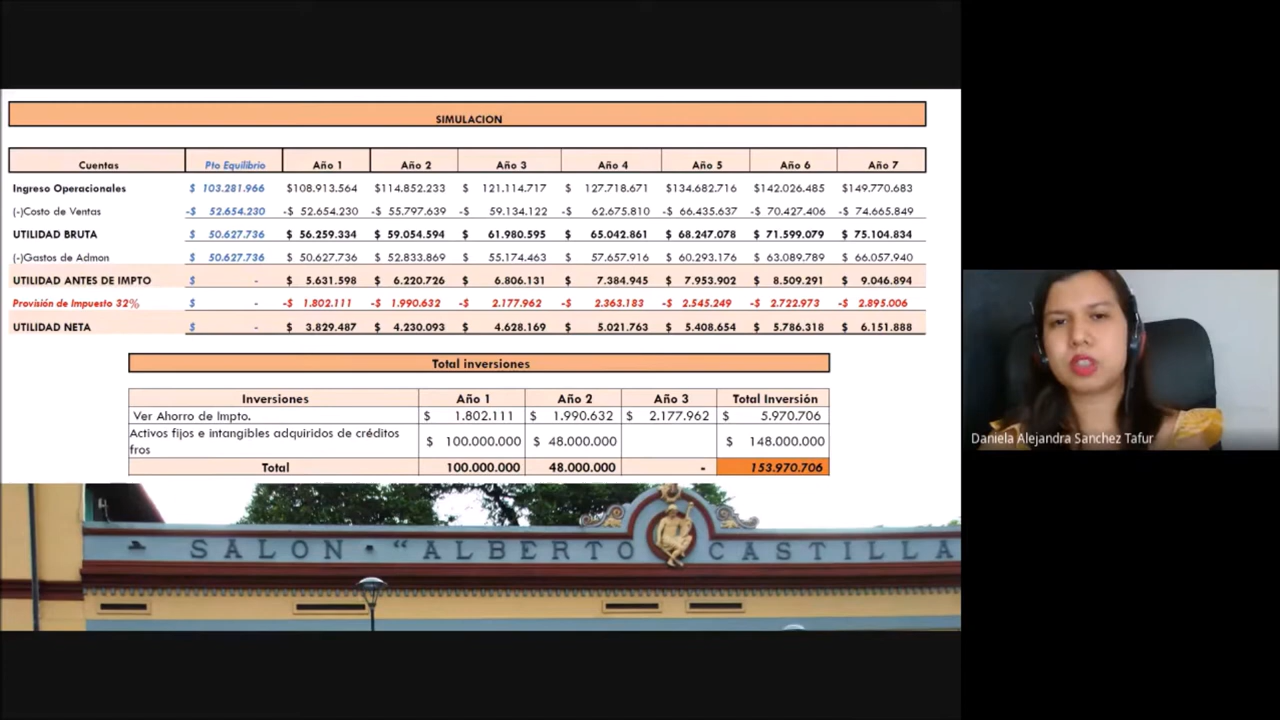 SIMULACION
Cuentas Pto Equilibrio Año 1 Año 2 Año 3 Año 4 Año 5 Año 6 Año 7
Ingreso Operacionales $ 103.281.966 $108.913.564 $114.852.233 $ 121.114.717 $ 127.718.671 $134.682.716 $142.026.485 $149.770.683
(-)Costo de Ventas -$ 52.654.230 -$ 52.654.230 -$ 55.797.639 -$ 59.134.122 -$ 62.675.810 -$ 66.435.637 -$ 70.427.406 -$ 74.665.849
UTILIDAD BRUTA $ 50.627.736 $ 56.259.334 $ 59.054.594 $ 61.980.595 $ 65.042.861 $ 68.247.078 $ 71.599.079 $ 75.104.834
(-)Gastos de Admon $ 50.627.736 $ 50.627.736 $ 52.833.869 $ 55.174.463 $ 57.657.916 $ 60.293.176 $ 63.089.789 $ 66.057.940
UTILIDAD ANTES DE IMPTO $ - $ 5.631.598 $ 6.220.726 $ 6.806.131 $ 7.384.945 $ 7.953.902 $ 8.509.291 $ 9.046.894
Provisión de Impuesto 32% $ - -$ 1.802.111 -$ 1.990.632 -$ 2.177.962 -$ 2.363.183 -$ 2.545.249 -$ 2.722.973 -$ 2.895.006
UTILIDAD NETA $ - $ 3.829.487 $ 4.230.093 $ 4.628.169 $ 5.021.763 $ 5.408.654 $ 5.786.318 $ 6.151.888
Total inversiones
Inversiones Año 1 Año 2 Año 3 Total Inversión
Ver Ahorro de Impto. $ 1.802.111 $ 1.990.632 $ 2.177.962 $ 5.970.706
Activos fijos e intangibles adquiridos de créditos
fros $ 100.000.000 $ 48.000.000 $ 148.000.000
Total 100.000.000 48.000.000 - 153.970.706
SALON "ALBERTO CASTILLA
Daniela Alejandra Sanchez Tafur